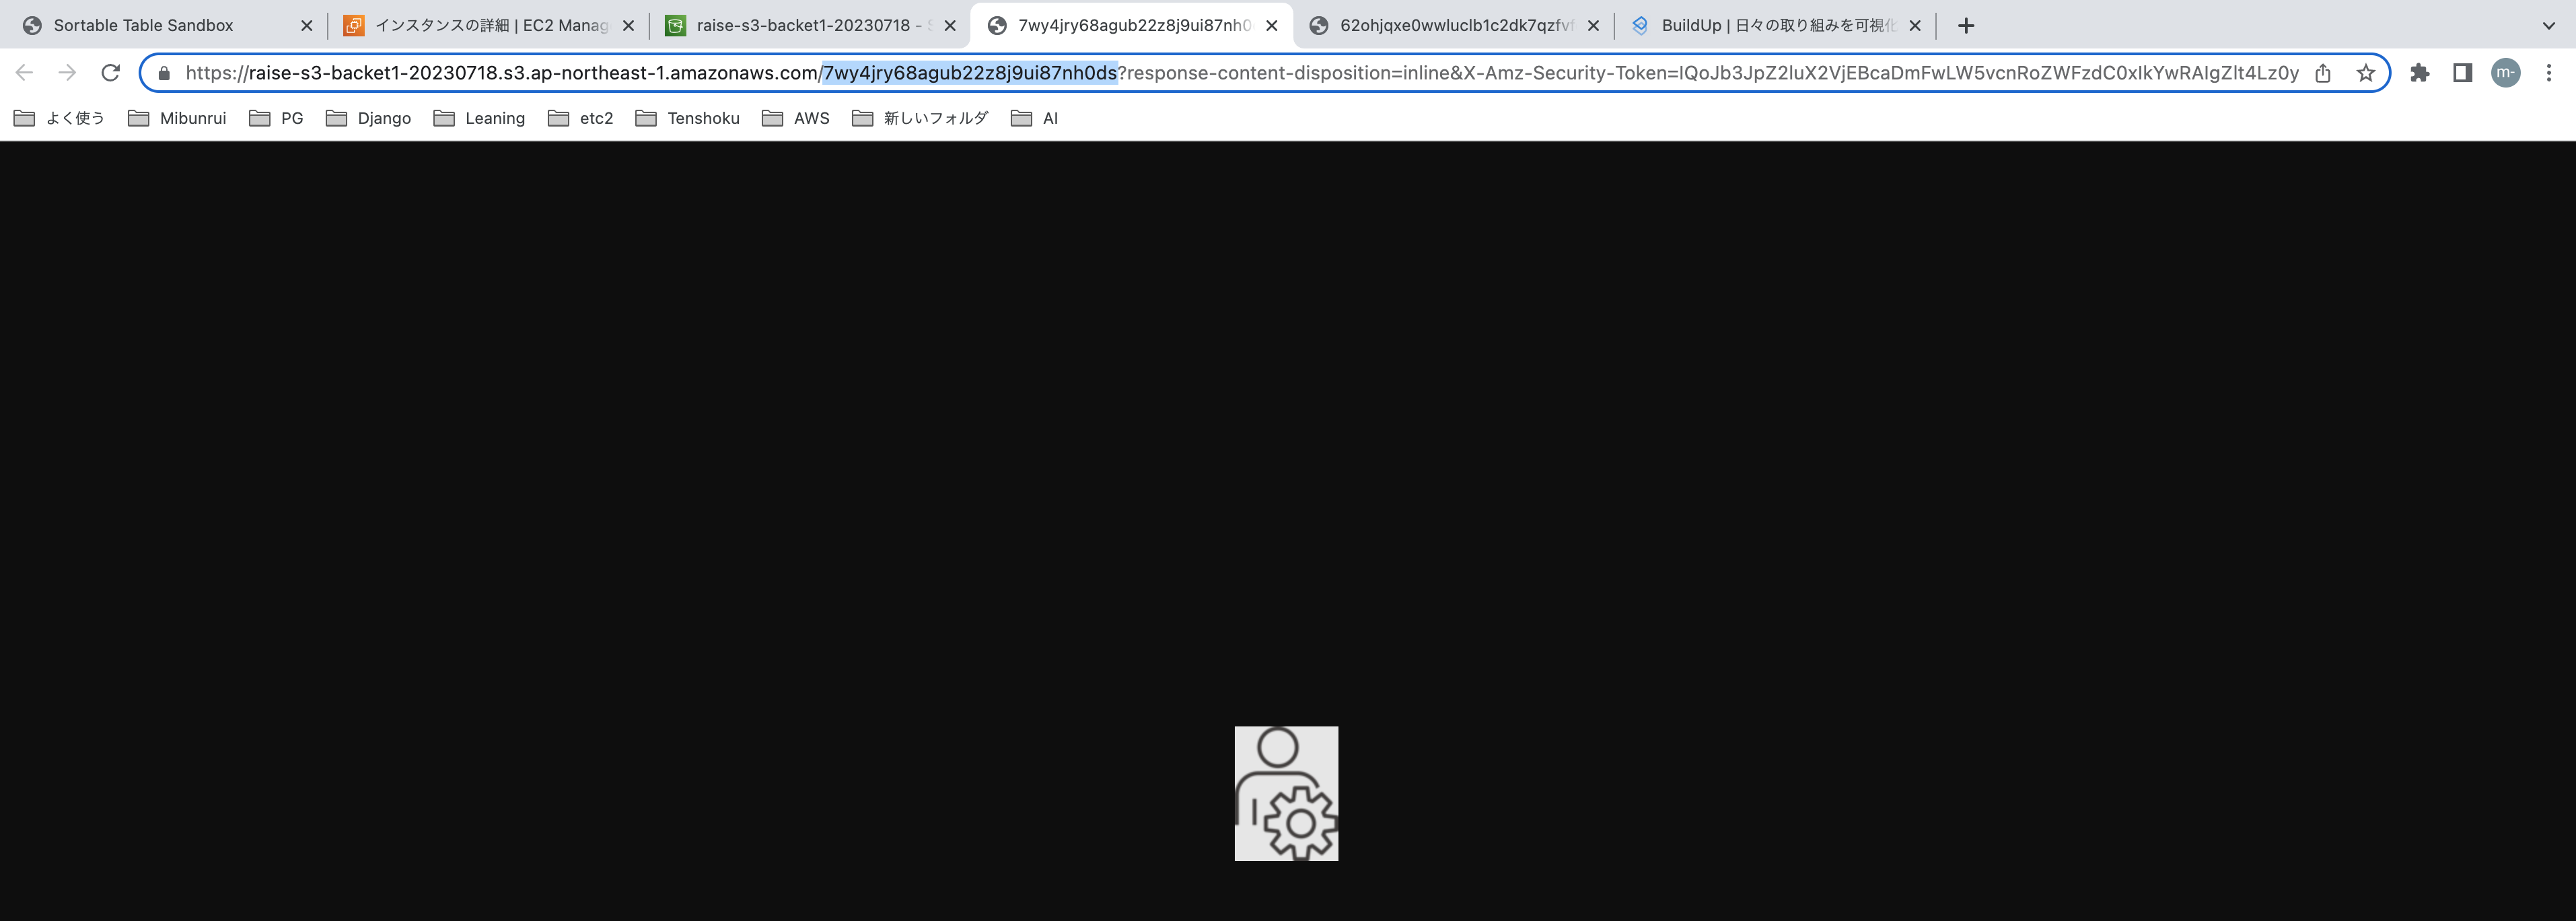 Sortable Table Sandbox
インスタンスの詳細 | EC2 Manag
raise-s3-backet1-20230718 - S
7wy4jry68agub22z8j9ui87nh0
62ohjqxe0wwluclb1c2dk7qzfvf
BuildUp | 日々の取り組みを可視化
https://raise-s3-backet1-20230718.s3.ap-northeast-1.amazonaws.com/7wy4jry68agub22z8j9ui87nh0ds?response-content-disposition=inline&X-Amz-Security-Token=IQoJb3JpZ2luX2VjEBcaDmFwLW5vcnRoZWFzdC0xIkYwRAIgZlt4Lz0y
m-
よく使う
Mibunrui
PG
Django
Leaning
etc2
Tenshoku
AWS
新しいフォルダ
AI